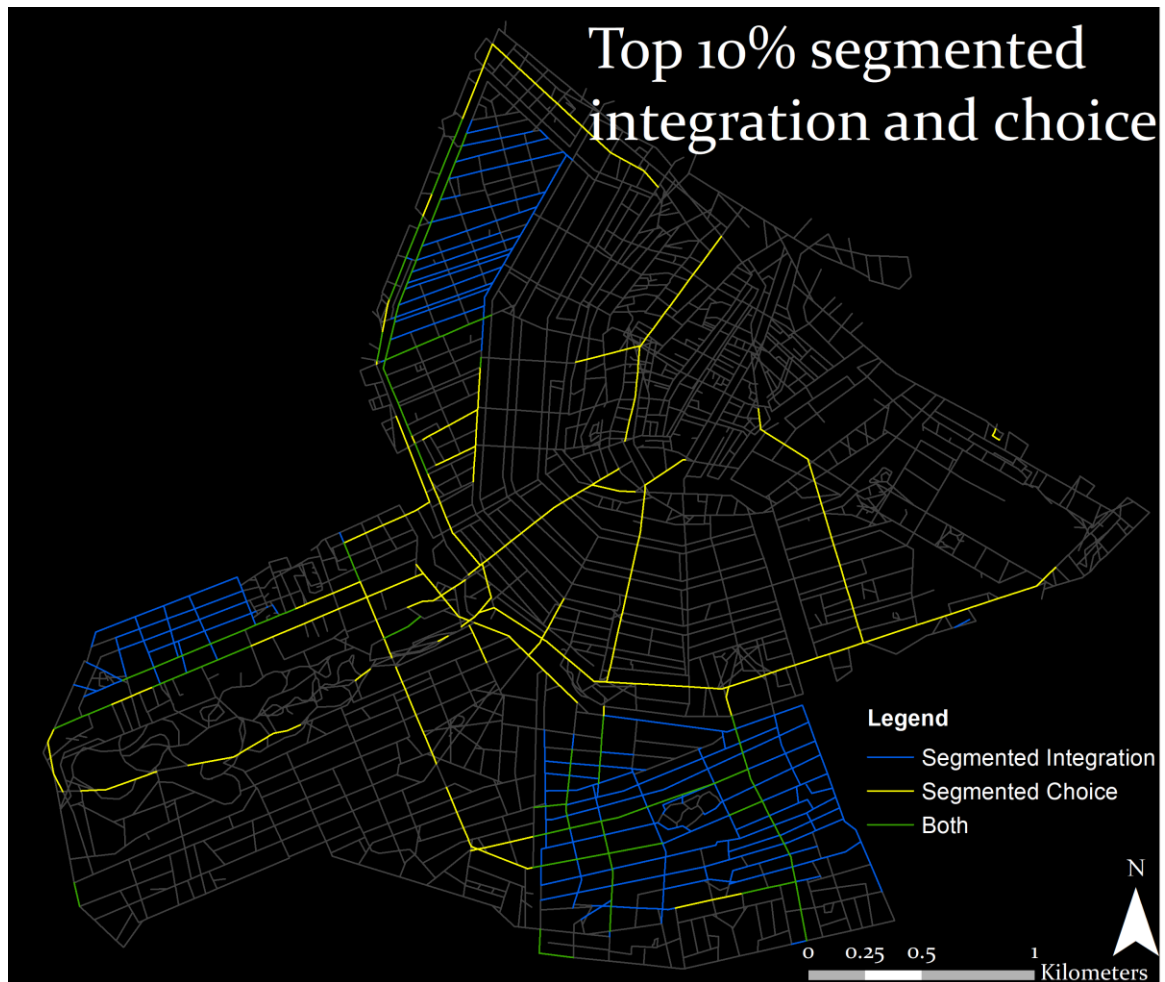 Top 10% segmented
integration and choice
Legend
Segmented Integration
Segmented Choice
Both
N
0 0.25 0.5 1
Kilometers